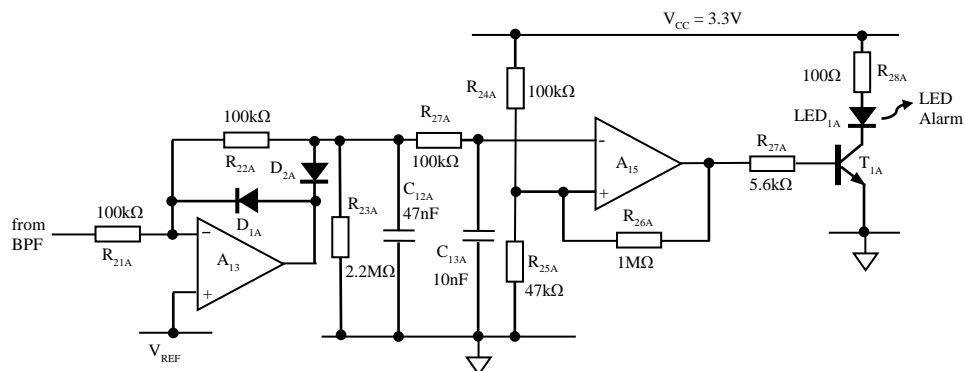 V_CC = 3.3V
R_24A
100kΩ
100Ω
R_28A
LED_1A
LED
Alarm
100kΩ
R_22A
R_27A
100kΩ
D_2A
D_1A
R_23A
2.2MΩ
C_12A
47nF
C_13A
10nF
-
A_15
+
R_26A
1MΩ
R_25A
47kΩ
R_27A
5.6kΩ
T_1A
from
BPF
100kΩ
R_21A
−
A_13
+
V_REF